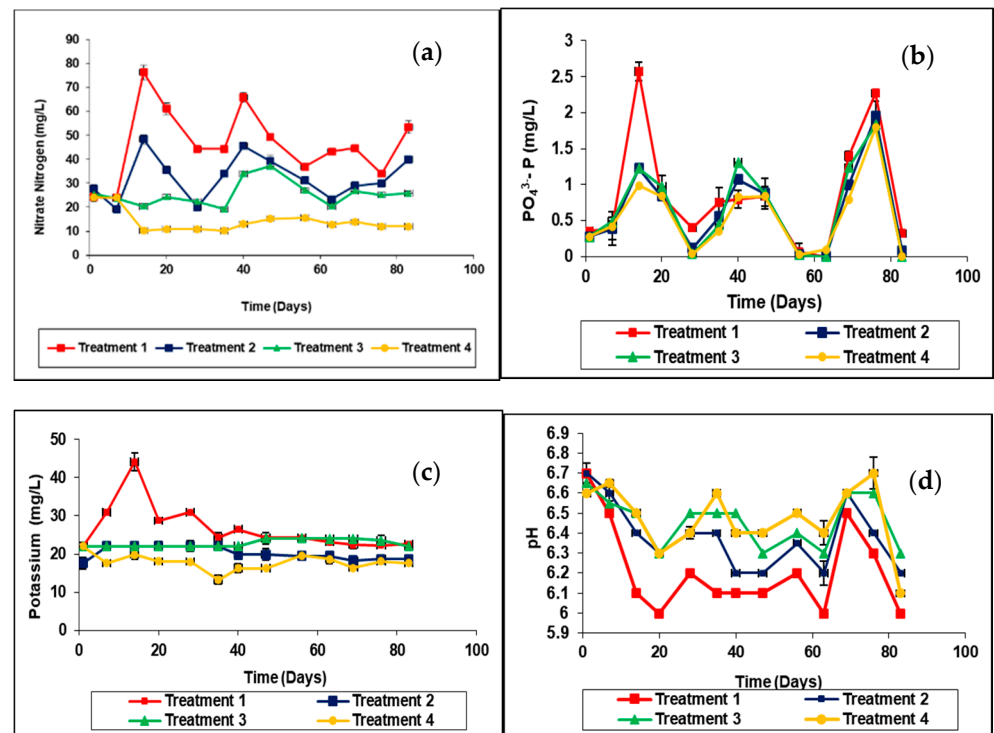 (a)
Nitrate Nitrogen (mg/L)
90
80
70
60
50
40
30
20
10
0
0 20 40 60 80 100
Time (Days)
Treatment 1 Treatment 2 Treatment 3 Treatment 4
(b)
PO₄³⁻- P (mg/L)
3
2.5
2
1.5
1
0.5
0
0 20 40 60 80 100
Time (Days)
Treatment 1 Treatment 2
Treatment 3 Treatment 4
(c)
Potassium (mg/L)
50
40
30
20
10
0
0 20 40 60 80 100
Time (Days)
Treatment 1 Treatment 2
Treatment 3 Treatment 4
(d)
pH
6.9
6.8
6.7
6.6
6.5
6.4
6.3
6.2
6.1
6
5.9
0 20 40 60 80 100
Time (Days)
Treatment 1 Treatment 2
Treatment 3 Treatment 4